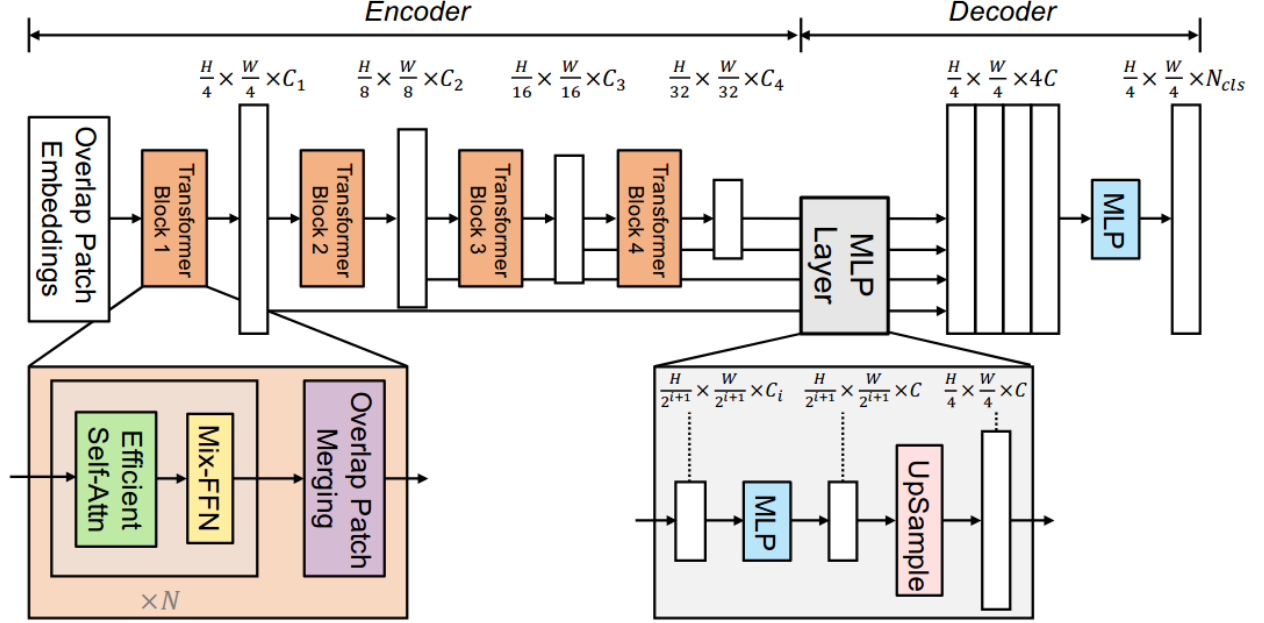 Encoder
Decoder
H/4 × W/4 × C₁
H/8 × W/8 × C₂
H/16 × W/16 × C₃
H/32 × W/32 × C₄
H/4 × W/4 × 4C
H/4 × W/4 × N_cls
Overlap Patch
Embeddings
Transformer
Block 1
Transformer
Block 2
Transformer
Block 3
Transformer
Block 4
MLP
Layer
MLP
Efficient
Self-Attn
Mix-FFN
Overlap Patch
Merging
×N
H/2^{i+1} × W/2^{i+1} × C_i
H/2^{i+1} × W/2^{i+1} × C
H/4 × W/4 × C
MLP
UpSample